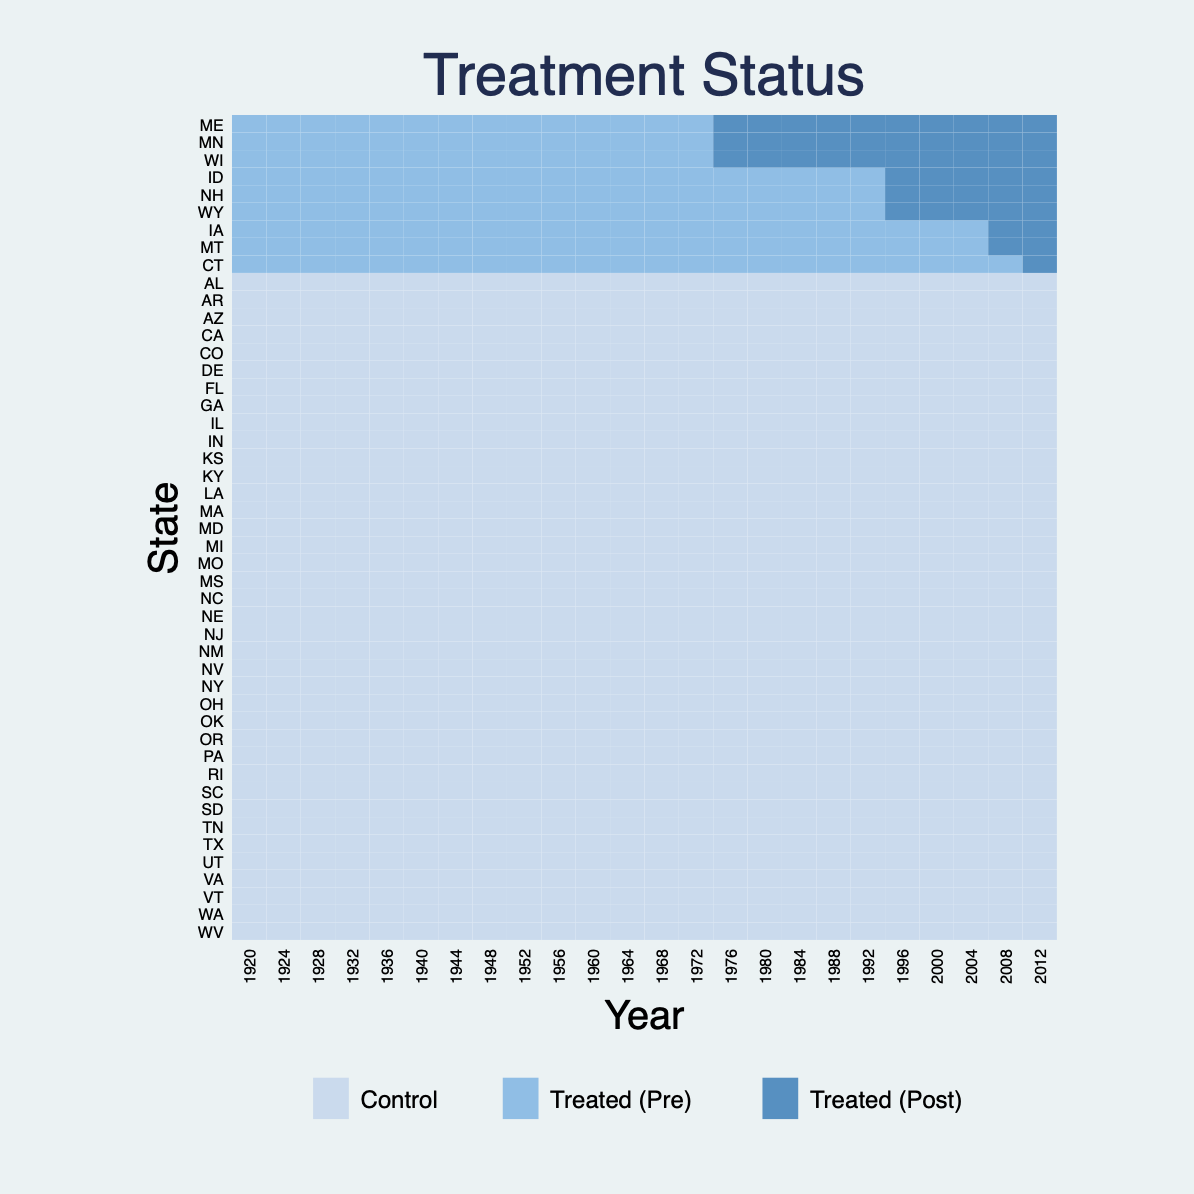 Treatment Status
ME
MN
WI
ID
NH
WY
IA
MT
CT
AL
AR
AZ
CA
CO
DE
FL
GA
IL
IN
KS
KY
LA
MA
MD
MI
MO
MS
NC
NE
NJ
NM
NV
NY
OH
OK
OR
PA
RI
SC
SD
TN
TX
UT
VA
VT
WA
WV
State
1920 1924 1928 1932 1936 1940 1944 1948 1952 1956 1960 1964 1968 1972 1976 1980 1984 1988 1992 1996 2000 2004 2008 2012
Year
Control Treated (Pre) Treated (Post)